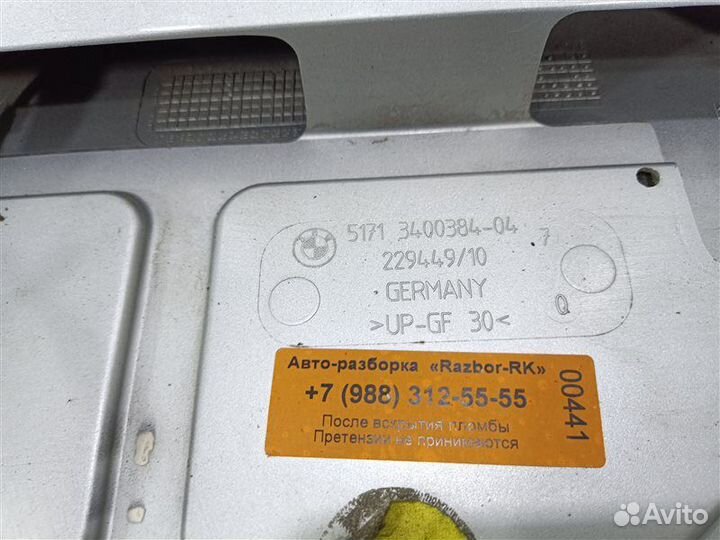 5171 3400384-04 7
229449/10
GERMANY
Q
>UP-GF 30<
Авто-разборка «Razbor-RK»
+7 (988) 312-55-55
После вскрытия пломбы
Претензии не принимаются
00441
Avito